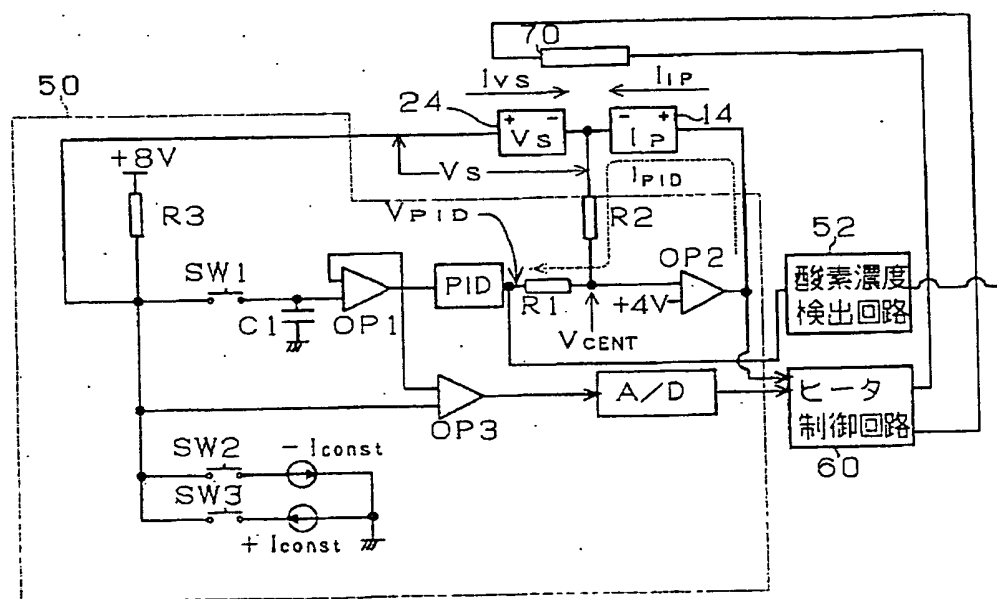 70
50
IVS
IIP
24
+ VS -
- IP +
14
+8V
VS
IPID
R3
VPID
R2
52
SW1
OP2
PID
酸素濃度
検出回路
R1
+4V
C1
OP1
VCENT
A/D
ヒータ
制御回路
OP3
60
SW2
-Iconst
SW3
+Iconst